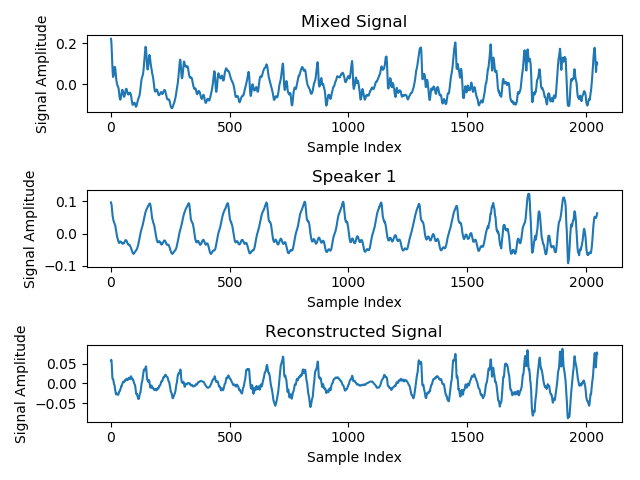 Mixed Signal
Signal Amplitude
0.2
0.0
0 500 1000 1500 2000
Sample Index
Speaker 1
Signal Amplitude
0.1
0.0
−0.1
0 500 1000 1500 2000
Sample Index
Reconstructed Signal
Signal Amplitude
0.05
0.00
−0.05
0 500 1000 1500 2000
Sample Index